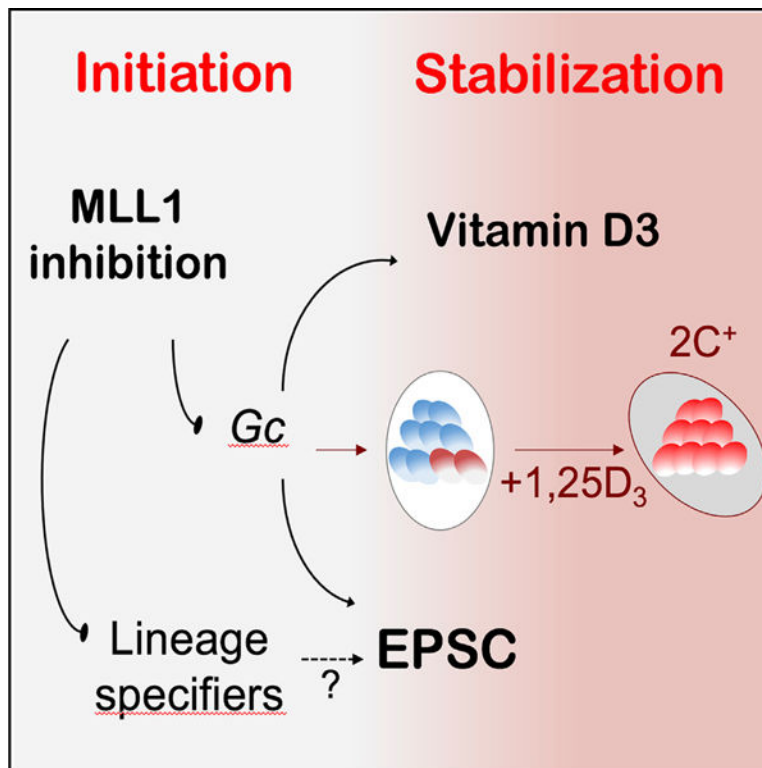 Initiation
Stabilization
MLL1
inhibition
Vitamin D3
2C⁺
Gc
+1,25D₃
Lineage
specifiers
?
EPSC